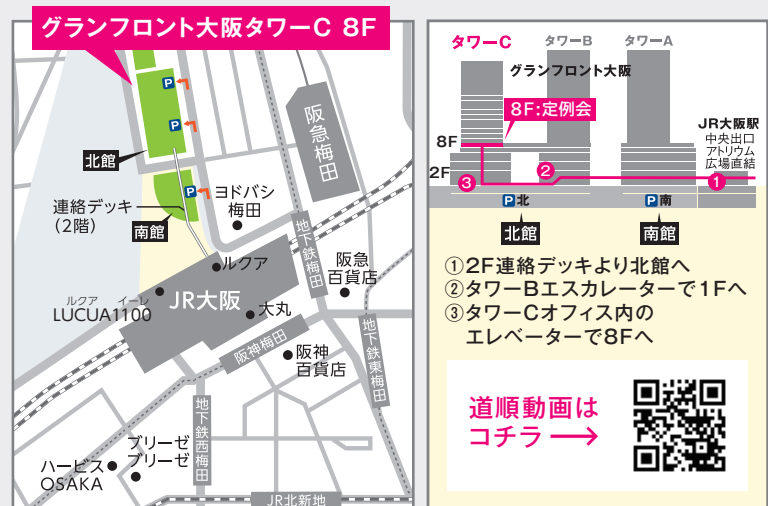 グランフロント大阪タワーC 8F
P
P
北館
P
阪急梅田
ヨドバシ
梅田
連絡デッキ
(2階)
南館
地下鉄梅田
ルクア
阪急
百貨店
ルクア イーレ
LUCUA1100
JR大阪
大丸
阪神梅田
阪神
百貨店
地下鉄東梅田
地下鉄西梅田
ブリーゼ
ブリーゼ
ハービス
OSAKA
JR北新地
タワーC
タワーB
タワーA
グランフロント大阪
8F:定例会
JR大阪駅
中央出口
アトリウム
広場直結
8F
2F
③
②
①
P北
P南
北館
南館
①2F連絡デッキより北館へ
②タワーBエスカレーターで1Fへ
③タワーCオフィス内の
エレベーターで8Fへ
道順動画は
コチラ→